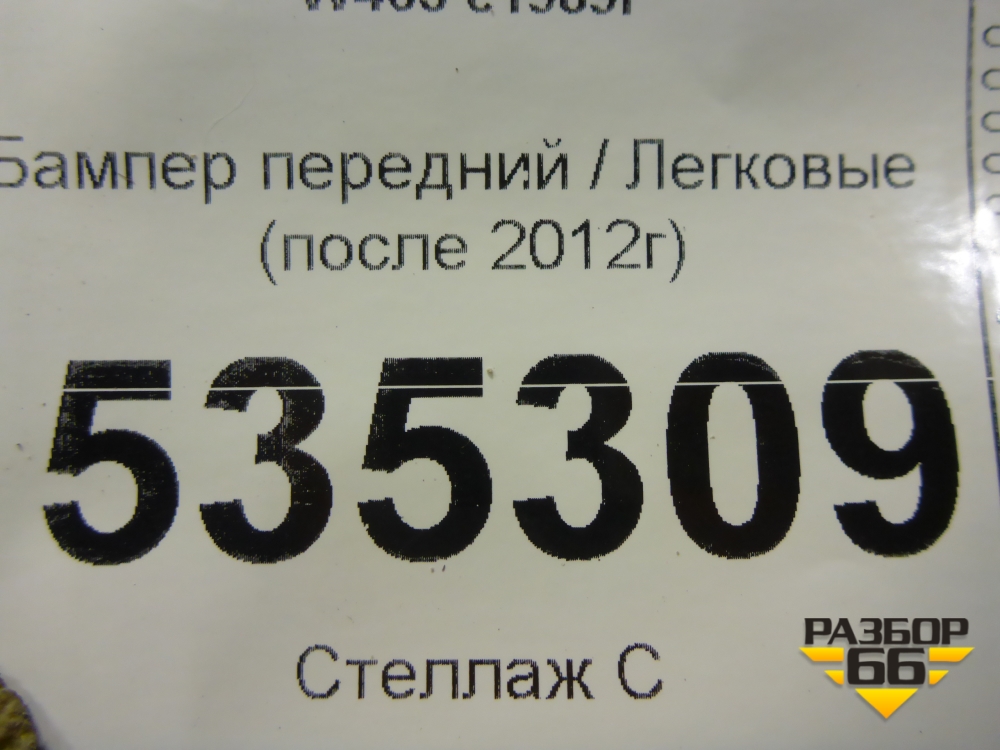 Бампер передний / Легковые
(после 2012г)
535309
Стеллаж С
РАЗБОР
66